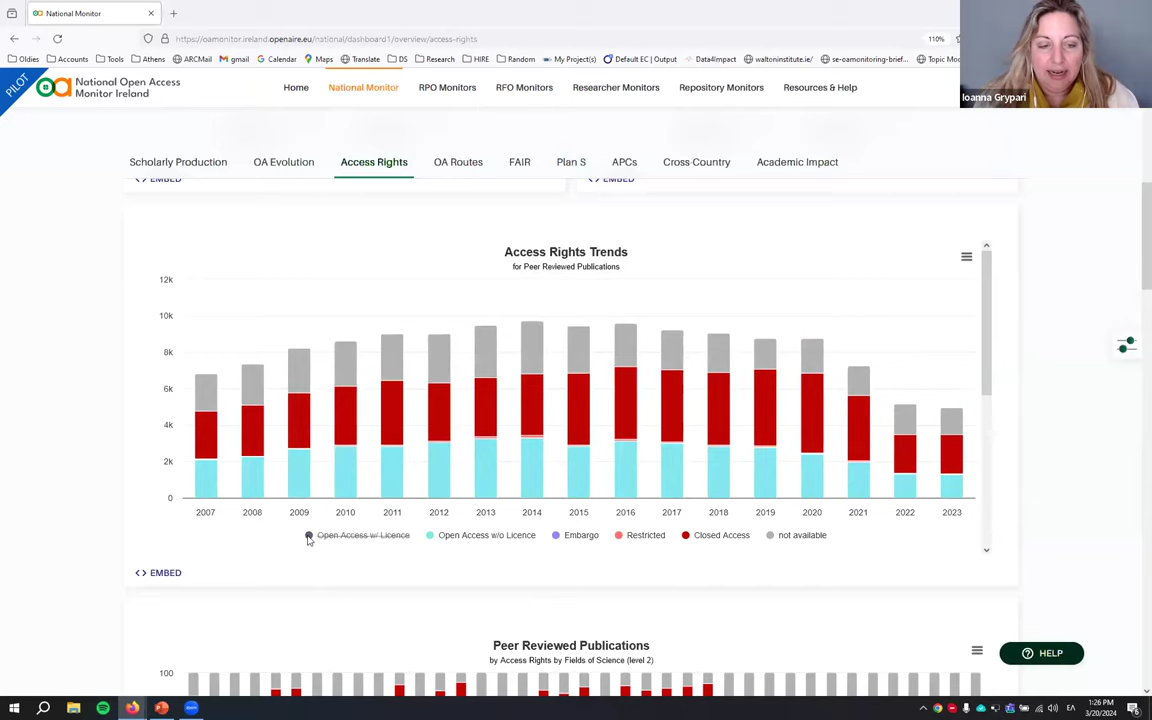 National Monitor
https://oamonitor.ireland.openaire.eu/national/dashboard1/overview/access-rights
110%
Oldies
Accounts
Tools
Athens
ARCMail
gmail
Calendar
Maps
Translate
DS
Research
HIRE
Random
My Project(s)
Default EC | Output
Data4Impact
waltoninstitute.ie/
se-eamonitoring-brief...
Topic Mod
PILOT
National Open Access
Monitor Ireland
Home
National Monitor
RPO Monitors
RFO Monitors
Researcher Monitors
Repository Monitors
Resources & Help
Ioanna Grypari
Scholarly Production
OA Evolution
Access Rights
OA Routes
FAIR
Plan S
APCs
Cross Country
Academic Impact
EMBED
EMBED
Access Rights Trends
for Peer Reviewed Publications
12k
10k
8k
6k
4k
2k
0
2007 2008 2009 2010 2011 2012 2013 2014 2015 2016 2017 2018 2019 2020 2021 2022 2023
Open Access w/ Licence
Open Access w/o Licence
Embargo
Restricted
Closed Access
not available
EMBED
Peer Reviewed Publications
by Access Rights by Fields of Science (level 2)
100
HELP
ΕΛ
1:26 PM
3/20/2024
6